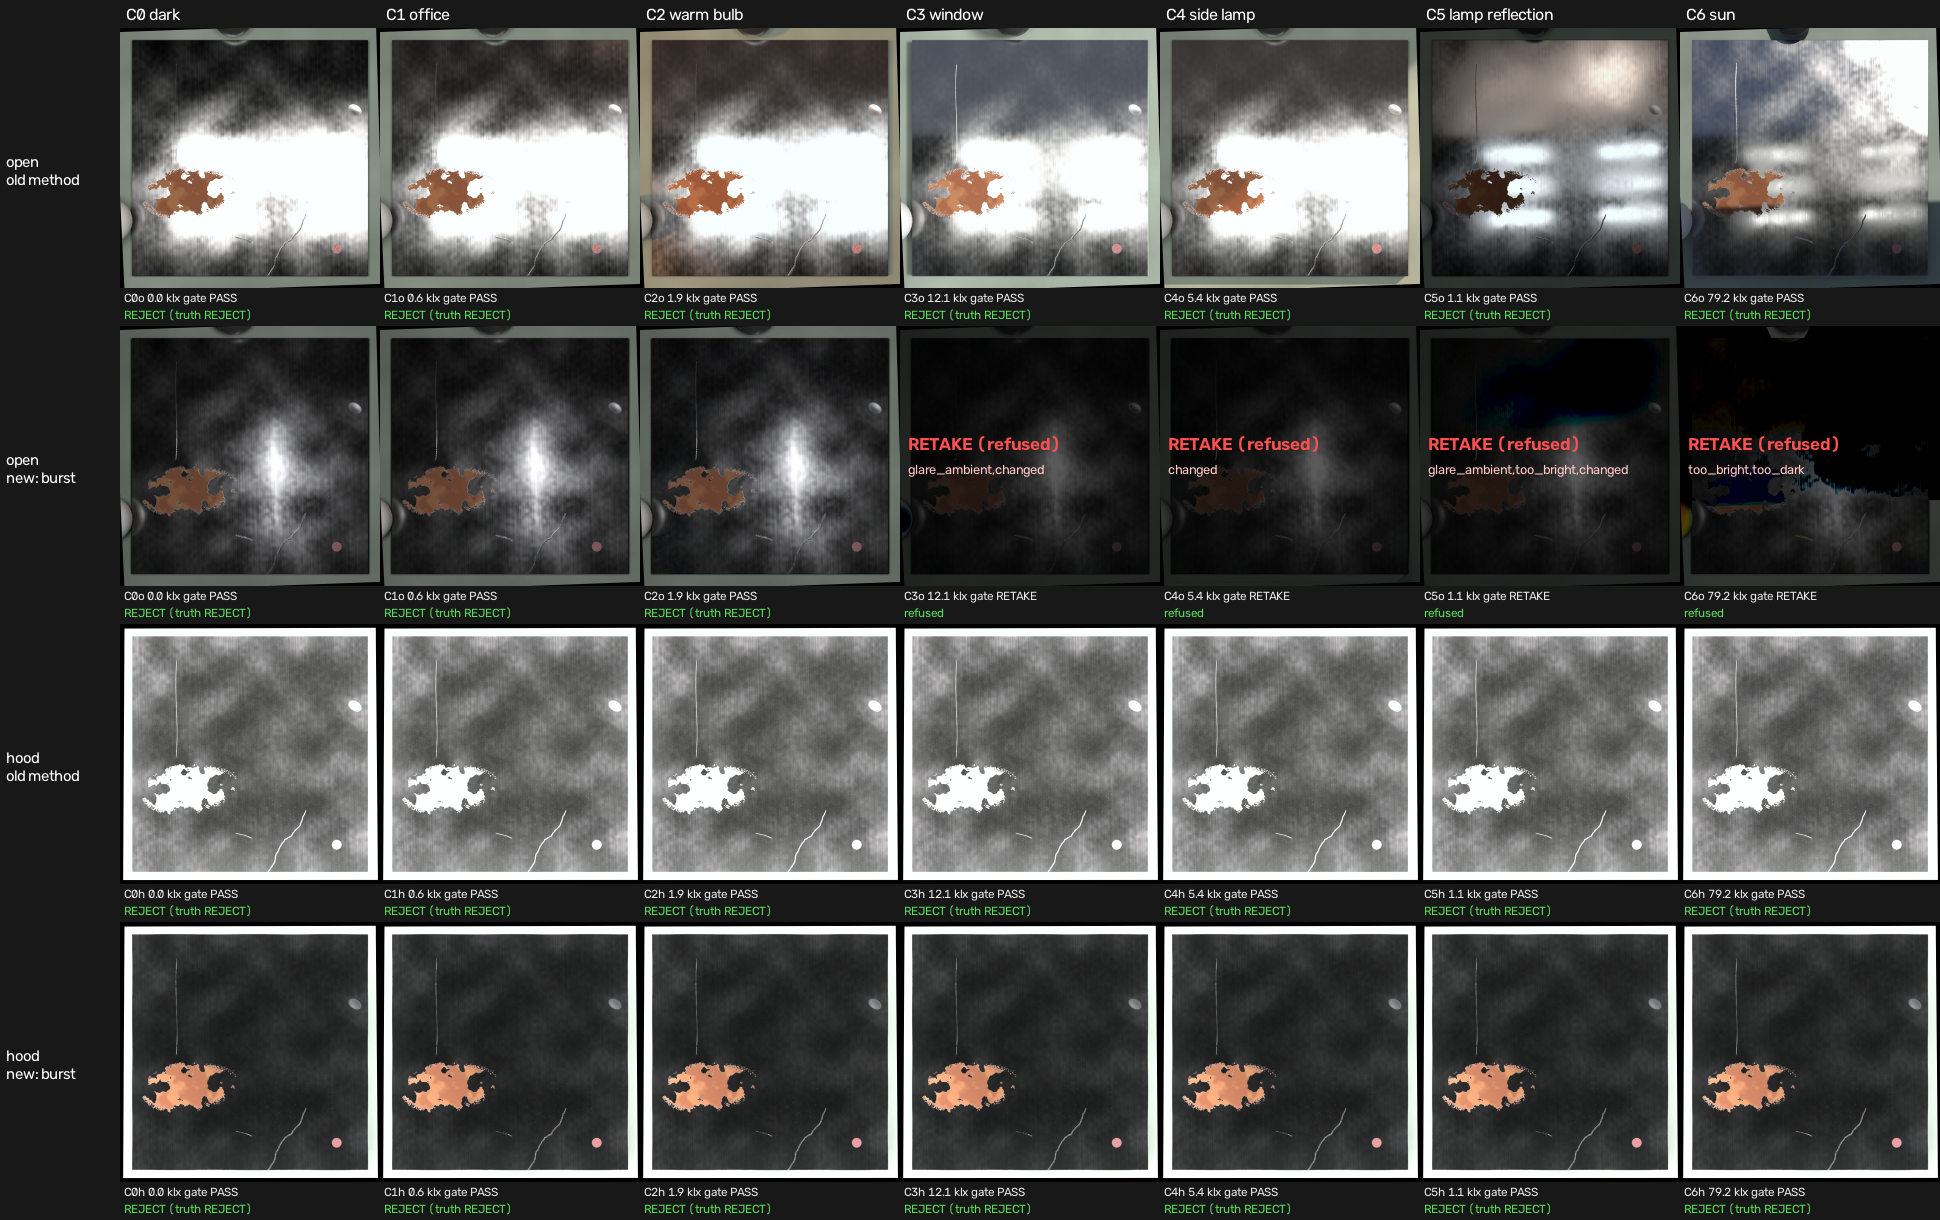 C0 dark
C1 office
C2 warm bulb
C3 window
C4 side lamp
C5 lamp reflection
C6 sun
open
old method
C0o 0.0 klx gate PASS
REJECT (truth REJECT)
C1o 0.6 klx gate PASS
REJECT (truth REJECT)
C2o 1.9 klx gate PASS
REJECT (truth REJECT)
C3o 12.1 klx gate PASS
REJECT (truth REJECT)
C4o 5.4 klx gate PASS
REJECT (truth REJECT)
C5o 1.1 klx gate PASS
REJECT (truth REJECT)
C6o 79.2 klx gate PASS
REJECT (truth REJECT)
open
new: burst
RETAKE (refused)
glare_ambient,changed
RETAKE (refused)
changed
RETAKE (refused)
glare_ambient,too_bright,changed
RETAKE (refused)
too_bright,too_dark
C0o 0.0 klx gate PASS
REJECT (truth REJECT)
C1o 0.6 klx gate PASS
REJECT (truth REJECT)
C2o 1.9 klx gate PASS
REJECT (truth REJECT)
C3o 12.1 klx gate RETAKE
refused
C4o 5.4 klx gate RETAKE
refused
C5o 1.1 klx gate RETAKE
refused
C6o 79.2 klx gate RETAKE
refused
hood
old method
C0h 0.0 klx gate PASS
REJECT (truth REJECT)
C1h 0.6 klx gate PASS
REJECT (truth REJECT)
C2h 1.9 klx gate PASS
REJECT (truth REJECT)
C3h 12.1 klx gate PASS
REJECT (truth REJECT)
C4h 5.4 klx gate PASS
REJECT (truth REJECT)
C5h 1.1 klx gate PASS
REJECT (truth REJECT)
C6h 79.2 klx gate PASS
REJECT (truth REJECT)
hood
new: burst
C0h 0.0 klx gate PASS
REJECT (truth REJECT)
C1h 0.6 klx gate PASS
REJECT (truth REJECT)
C2h 1.9 klx gate PASS
REJECT (truth REJECT)
C3h 12.1 klx gate PASS
REJECT (truth REJECT)
C4h 5.4 klx gate PASS
REJECT (truth REJECT)
C5h 1.1 klx gate PASS
REJECT (truth REJECT)
C6h 79.2 klx gate PASS
REJECT (truth REJECT)